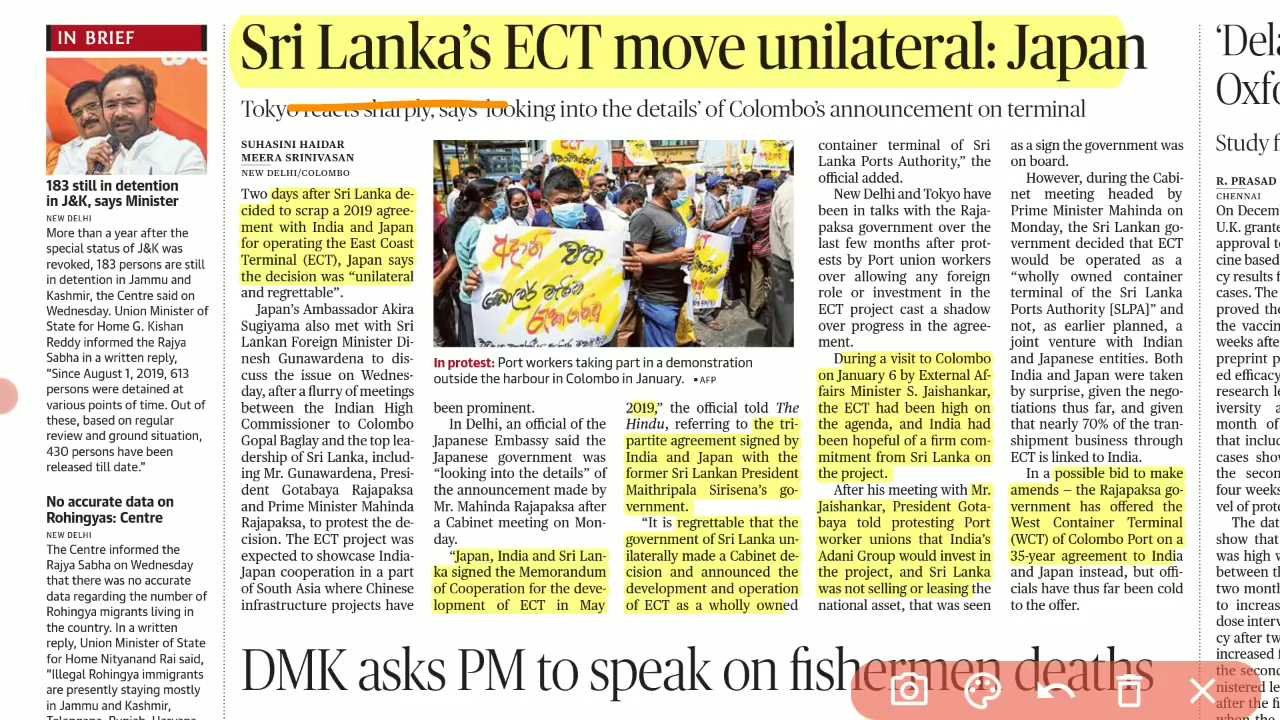 IN BRIEF
183 still in detention
in J&K, says Minister
NEW DELHI
More than a year after the
special status of J&K was
revoked, 183 persons are still
in detention in Jammu and
Kashmir, the Centre said on
Wednesday. Union Minister of
State for Home G. Kishan
Reddy informed the Rajya
Sabha in a written reply,
“Since August 1, 2019, 613
persons were detained at
various points of time. Out of
these, based on regular
review and ground situation,
430 persons have been
released till date.”
No accurate data on
Rohingyas: Centre
NEW DELHI
The Centre informed the
Rajya Sabha on Wednesday
that there was no accurate
data regarding the number of
Rohingya migrants living in
the country. In a written
reply, Union Minister of State
for Home Nityanand Rai said,
“Illegal Rohingya immigrants
are presently staying mostly
in Jammu and Kashmir,
Telangana, Punjab, Haryana,
Sri Lanka’s ECT move unilateral: Japan
Tokyo reacts sharply, says ‘looking into the details’ of Colombo’s announcement on terminal
SUHASINI HAIDAR
MEERA SRINIVASAN
NEW DELHI/COLOMBO
Two days after Sri Lanka de-
cided to scrap a 2019 agree-
ment with India and Japan
for operating the East Coast
Terminal (ECT), Japan says
the decision was “unilateral
and regrettable”.
Japan’s Ambassador Akira
Sugiyama also met with Sri
Lankan Foreign Minister Di-
nesh Gunawardena to dis-
cuss the issue on Wednes-
day, after a flurry of meetings
between the Indian High
Commissioner to Colombo
Gopal Baglay and the top lea-
dership of Sri Lanka, includ-
ing Mr. Gunawardena, Presi-
dent Gotabaya Rajapaksa
and Prime Minister Mahinda
Rajapaksa, to protest the de-
cision. The ECT project was
expected to showcase India-
Japan cooperation in a part
of South Asia where Chinese
infrastructure projects have
In protest: Port workers taking part in a demonstration
outside the harbour in Colombo in January. ▪AFP
been prominent.
In Delhi, an official of the
Japanese Embassy said the
Japanese government was
“looking into the details” of
the announcement made by
Mr. Mahinda Rajapaksa after
a Cabinet meeting on Mon-
day.
“Japan, India and Sri Lan-
ka signed the Memorandum
of Cooperation for the deve-
lopment of ECT in May
2019,” the official told The
Hindu, referring to the tri-
partite agreement signed by
India and Japan with the
former Sri Lankan President
Maithripala Sirisena’s go-
vernment.
“It is regrettable that the
government of Sri Lanka un-
ilaterally made a Cabinet de-
cision and announced the
development and operation
of ECT as a wholly owned
container terminal of Sri
Lanka Ports Authority,” the
official added.
New Delhi and Tokyo have
been in talks with the Raja-
paksa government over the
last few months after prot-
ests by Port union workers
over allowing any foreign
role or investment in the
ECT project cast a shadow
over progress in the agree-
ment.
During a visit to Colombo
on January 6 by External Af-
fairs Minister S. Jaishankar,
the ECT had been high on
the agenda, and India had
been hopeful of a firm com-
mitment from Sri Lanka on
the project.
After his meeting with Mr.
Jaishankar, President Gota-
baya told protesting Port
worker unions that India’s
Adani Group would invest in
the project, and Sri Lanka
was not selling or leasing the
national asset, that was seen
as a sign the government was
on board.
However, during the Cabi-
net meeting headed by
Prime Minister Mahinda on
Monday, the Sri Lankan go-
vernment decided that ECT
would be operated as a
“wholly owned container
terminal of the Sri Lanka
Ports Authority [SLPA]” and
not, as earlier planned, a
joint venture with Indian
and Japanese entities. Both
India and Japan were taken
by surprise, given the nego-
tiations thus far, and given
that nearly 70% of the tran-
shipment business through
ECT is linked to India.
In a possible bid to make
amends – the Rajapaksa go-
vernment has offered the
West Container Terminal
(WCT) of Colombo Port on a
35-year agreement to India
and Japan instead, but offi-
cials have thus far been cold
to the offer.
DMK asks PM to speak on fishermen deaths
Study f
R. PRASAD
CHENNAI